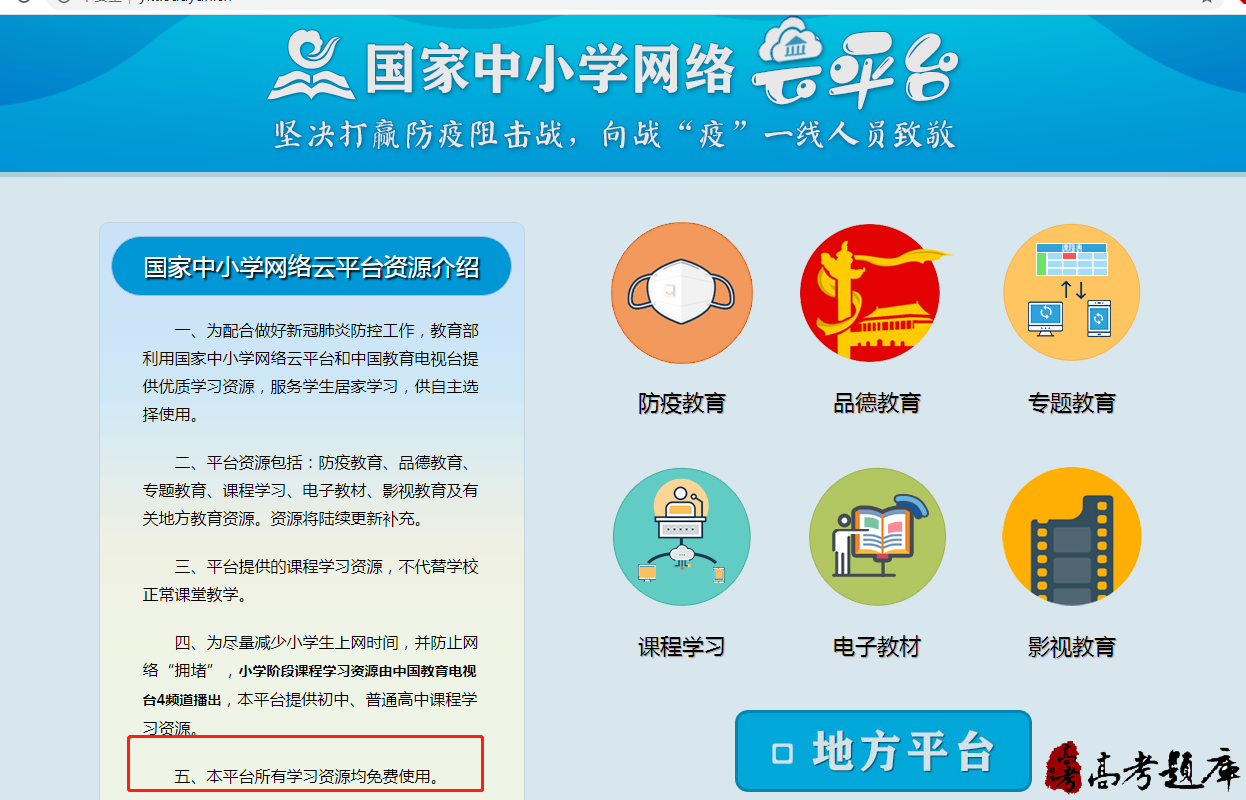 国家中小学网络云平台
坚决打赢防疫阻击战，向战“疫”一线人员致敬
国家中小学网络云平台资源介绍
一、为配合做好新冠肺炎防控工作，教育部
利用国家中小学网络云平台和中国教育电视台提
供优质学习资源，服务学生居家学习，供自主选
择使用。
二、平台资源包括：防疫教育、品德教育、
专题教育、课程学习、电子教材、影视教育及有
关地方教育资源。资源将陆续更新补充。
三、平台提供的课程学习资源，不代替学校
正常课堂教学。
四、为尽量减少小学生上网时间，并防止网
络“拥堵”，小学阶段课程学习资源由中国教育电视
台4频道播出，本平台提供初中、普通高中课程学
习资源。
五、本平台所有学习资源均免费使用。
课程表
防疫教育
品德教育
专题教育
课程学习
电子教材
影视教育
地方平台
高考
高考题库